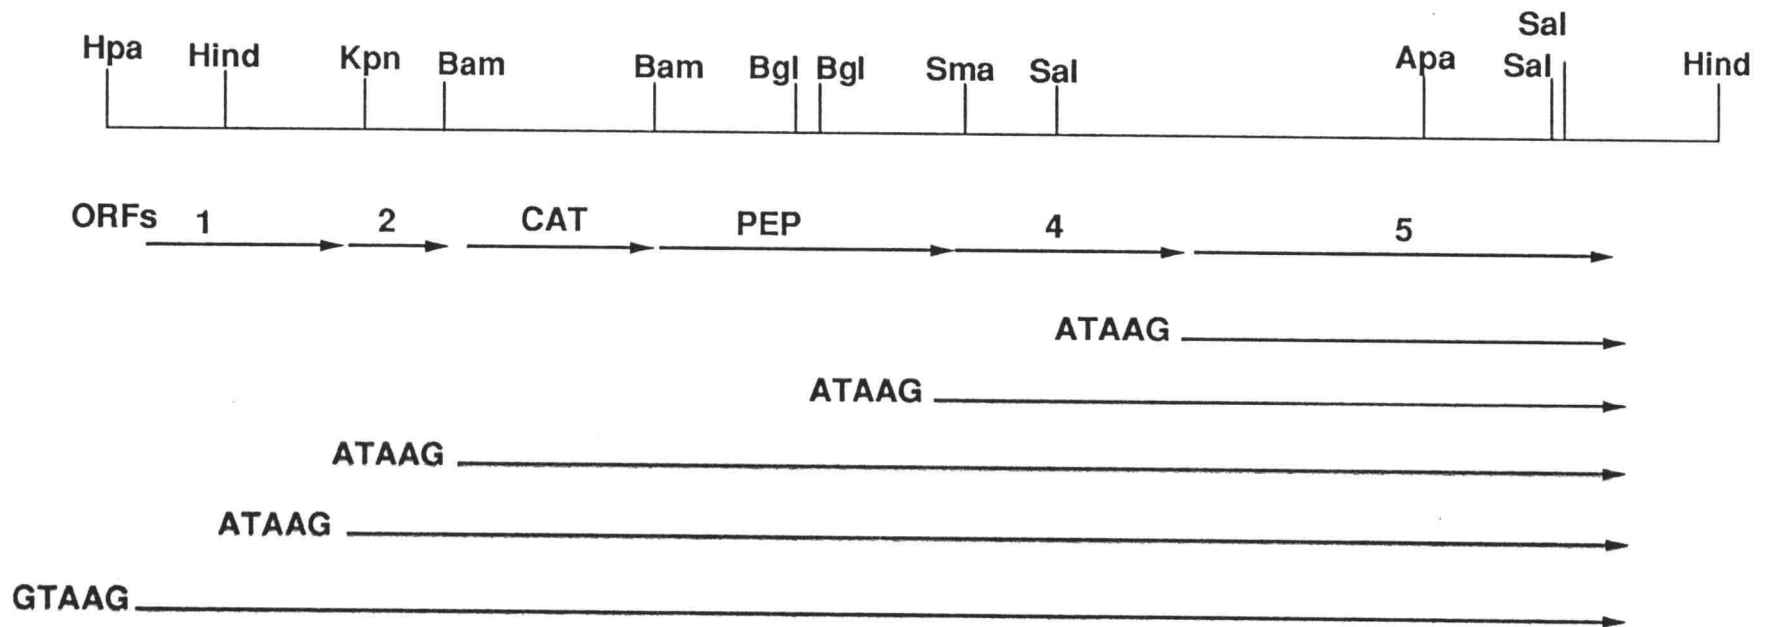 Sal
Hpa Hind Kpn Bam Bam Bgl Bgl Sma Sal Apa Sal Hind
ORFs 1 2 CAT PEP 4 5
ATAAG
ATAAG
ATAAG
ATAAG
GTAAG